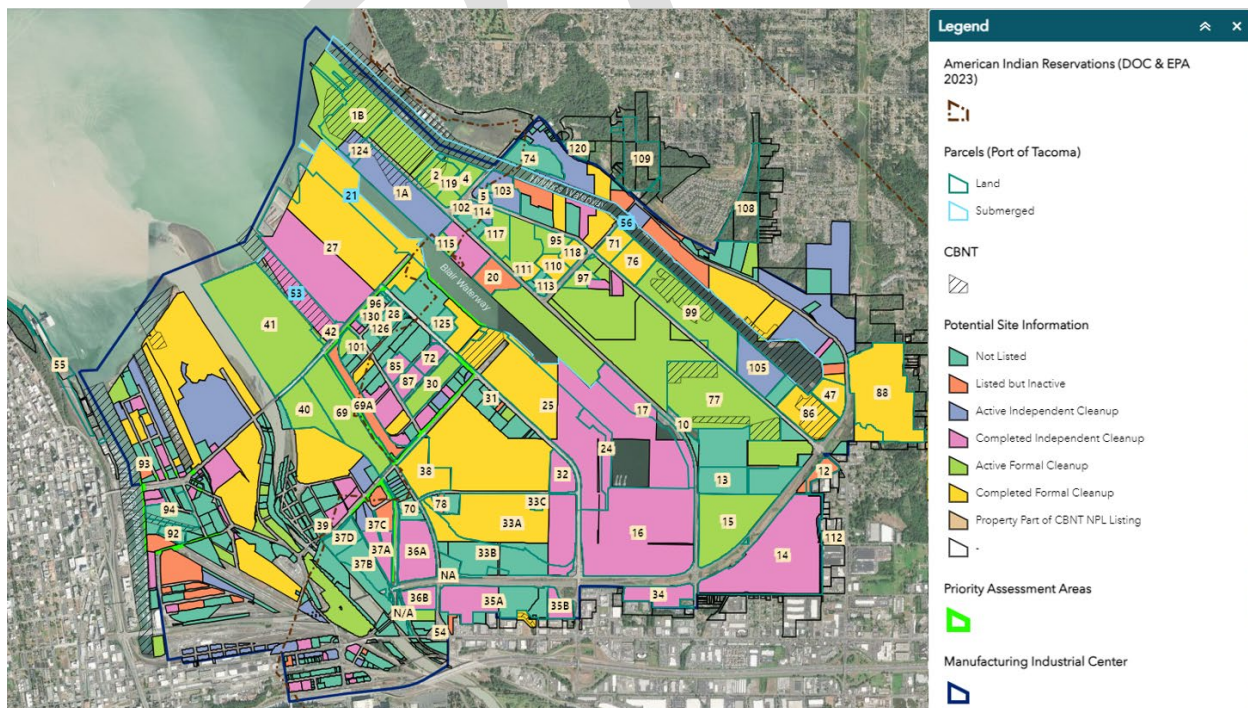 1B
124
2
119
4
74
120
109
5
103
102
114
1A
21
108
56
27
115
117
95
118
71
76
20
111
110
97
113
Blair Waterway
53
96
130
28
126
125
42
41
101
99
55
85
72
87
30
105
47
88
86
40
69
69A
31
25
17
77
10
24
32
38
13
12
93
94
92
39
78
33C
70
33A
37C
37D
37A
37B
36A
33B
16
15
14
112
NA
36B
N/A
35A
35B
34
54
Legend
American Indian Reservations (DOC & EPA
2023)
Parcels (Port of Tacoma)
Land
Submerged
CBNT
Potential Site Information
Not Listed
Listed but Inactive
Active Independent Cleanup
Completed Independent Cleanup
Active Formal Cleanup
Completed Formal Cleanup
Property Part of CBNT NPL Listing
-
Priority Assessment Areas
Manufacturing Industrial Center